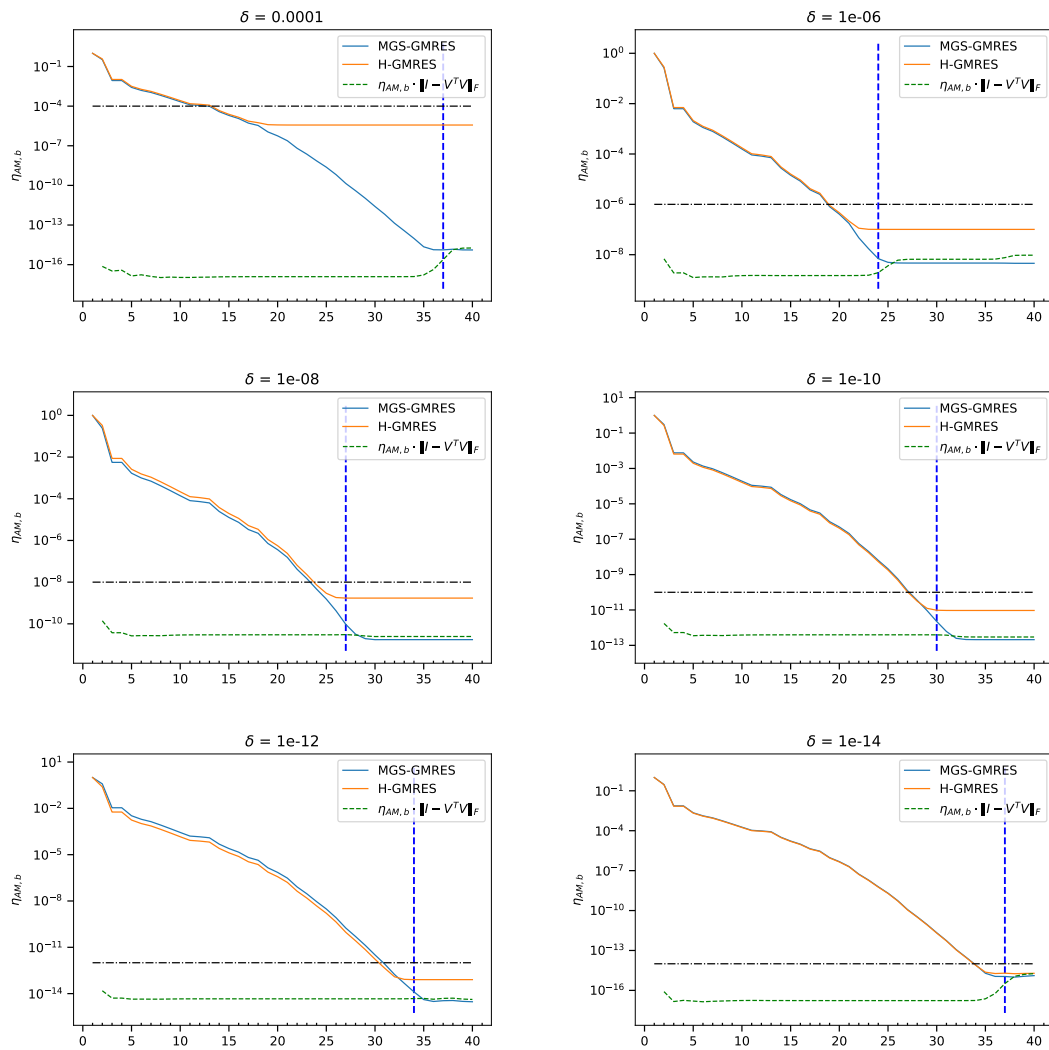 δ = 0.0001
MGS-GMRES
H-GMRES
η_{AM, b} · ‖I − V^T V‖_F
η_{AM, b}
10^{-1}
10^{-4}
10^{-7}
10^{-10}
10^{-13}
10^{-16}
0 5 10 15 20 25 30 35 40
δ = 1e-06
MGS-GMRES
H-GMRES
η_{AM, b} · ‖I − V^T V‖_F
η_{AM, b}
10^0
10^{-2}
10^{-4}
10^{-6}
10^{-8}
0 5 10 15 20 25 30 35 40
δ = 1e-08
MGS-GMRES
H-GMRES
η_{AM, b} · ‖I − V^T V‖_F
η_{AM, b}
10^0
10^{-2}
10^{-4}
10^{-6}
10^{-8}
10^{-10}
0 5 10 15 20 25 30 35 40
δ = 1e-10
MGS-GMRES
H-GMRES
η_{AM, b} · ‖I − V^T V‖_F
η_{AM, b}
10^1
10^{-1}
10^{-3}
10^{-5}
10^{-7}
10^{-9}
10^{-11}
10^{-13}
0 5 10 15 20 25 30 35 40
δ = 1e-12
MGS-GMRES
H-GMRES
η_{AM, b} · ‖I − V^T V‖_F
η_{AM, b}
10^1
10^{-2}
10^{-5}
10^{-8}
10^{-11}
10^{-14}
0 5 10 15 20 25 30 35 40
δ = 1e-14
MGS-GMRES
H-GMRES
η_{AM, b} · ‖I − V^T V‖_F
η_{AM, b}
10^{-1}
10^{-4}
10^{-7}
10^{-10}
10^{-13}
10^{-16}
0 5 10 15 20 25 30 35 40